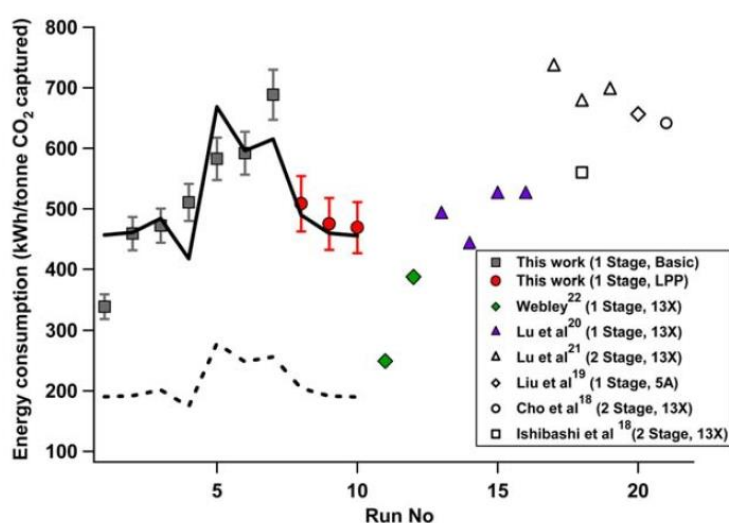 Energy consumption (kWh/tonne CO2 captured)
800
700
600
500
400
300
200
100
This work (1 Stage, Basic)
This work (1 Stage, LPP)
Webley22 (1 Stage, 13X)
Lu et al20 (1 Stage, 13X)
Lu et al21 (2 Stage, 13X)
Liu et al19 (1 Stage, 5A)
Cho et al18 (2 Stage, 13X)
Ishibashi et al 18(2 Stage, 13X)
5 10 15 20
Run No